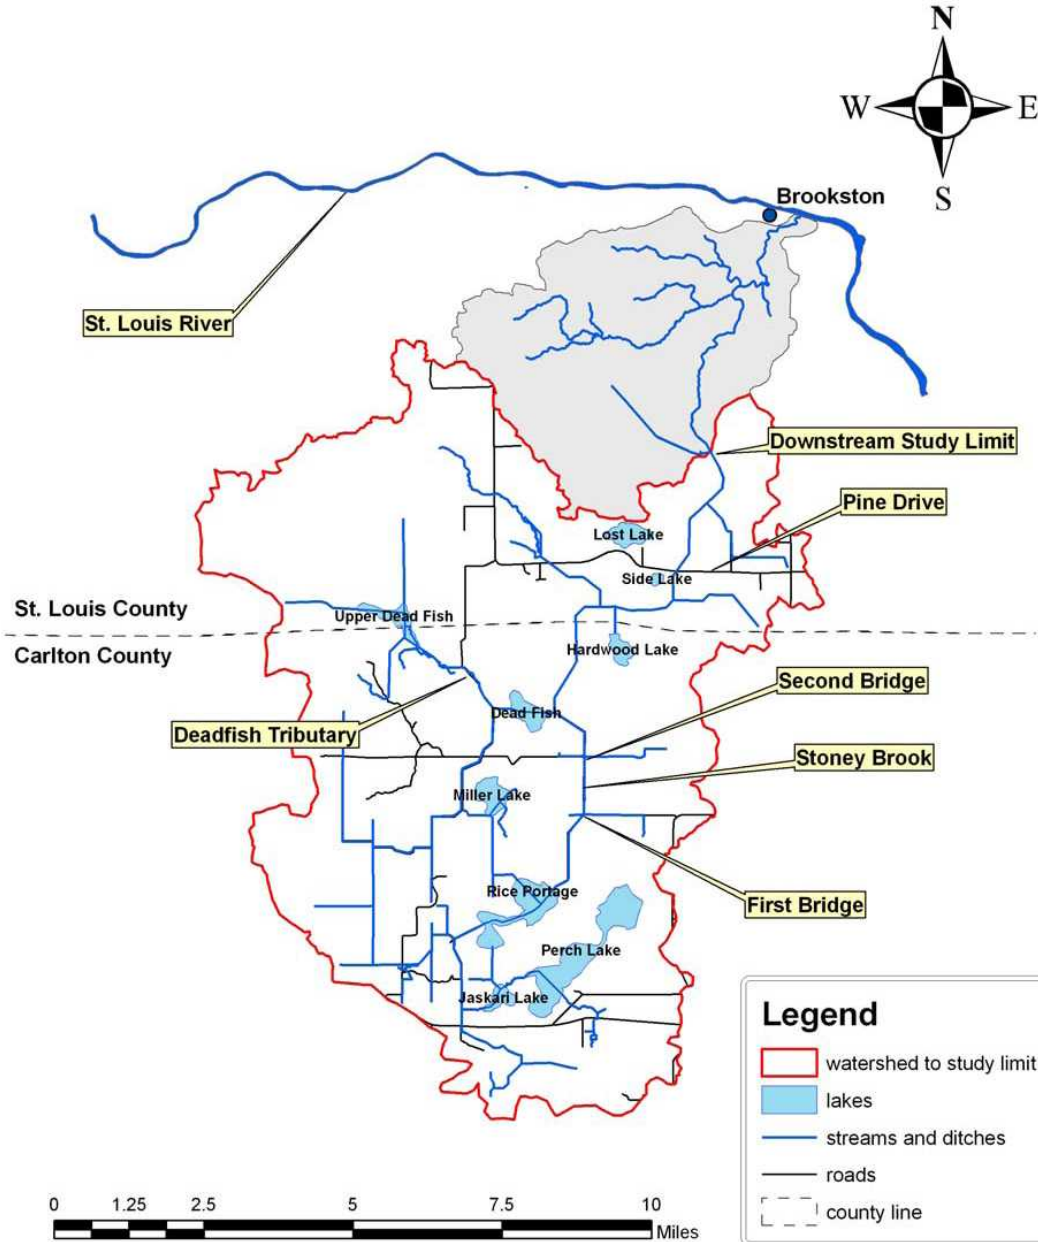 N
W
E
S
Brookston
St. Louis River
Downstream Study Limit
Pine Drive
Lost Lake
Side Lake
St. Louis County
Upper Dead Fish
Carlton County
Hardwood Lake
Second Bridge
Dead Fish
Deadfish Tributary
Stoney Brook
Miller Lake
Rice Portage
First Bridge
Perch Lake
Jaskari Lake
Legend
watershed to study limit
lakes
streams and ditches
roads
county line
0 1.25 2.5 5 7.5 10
Miles